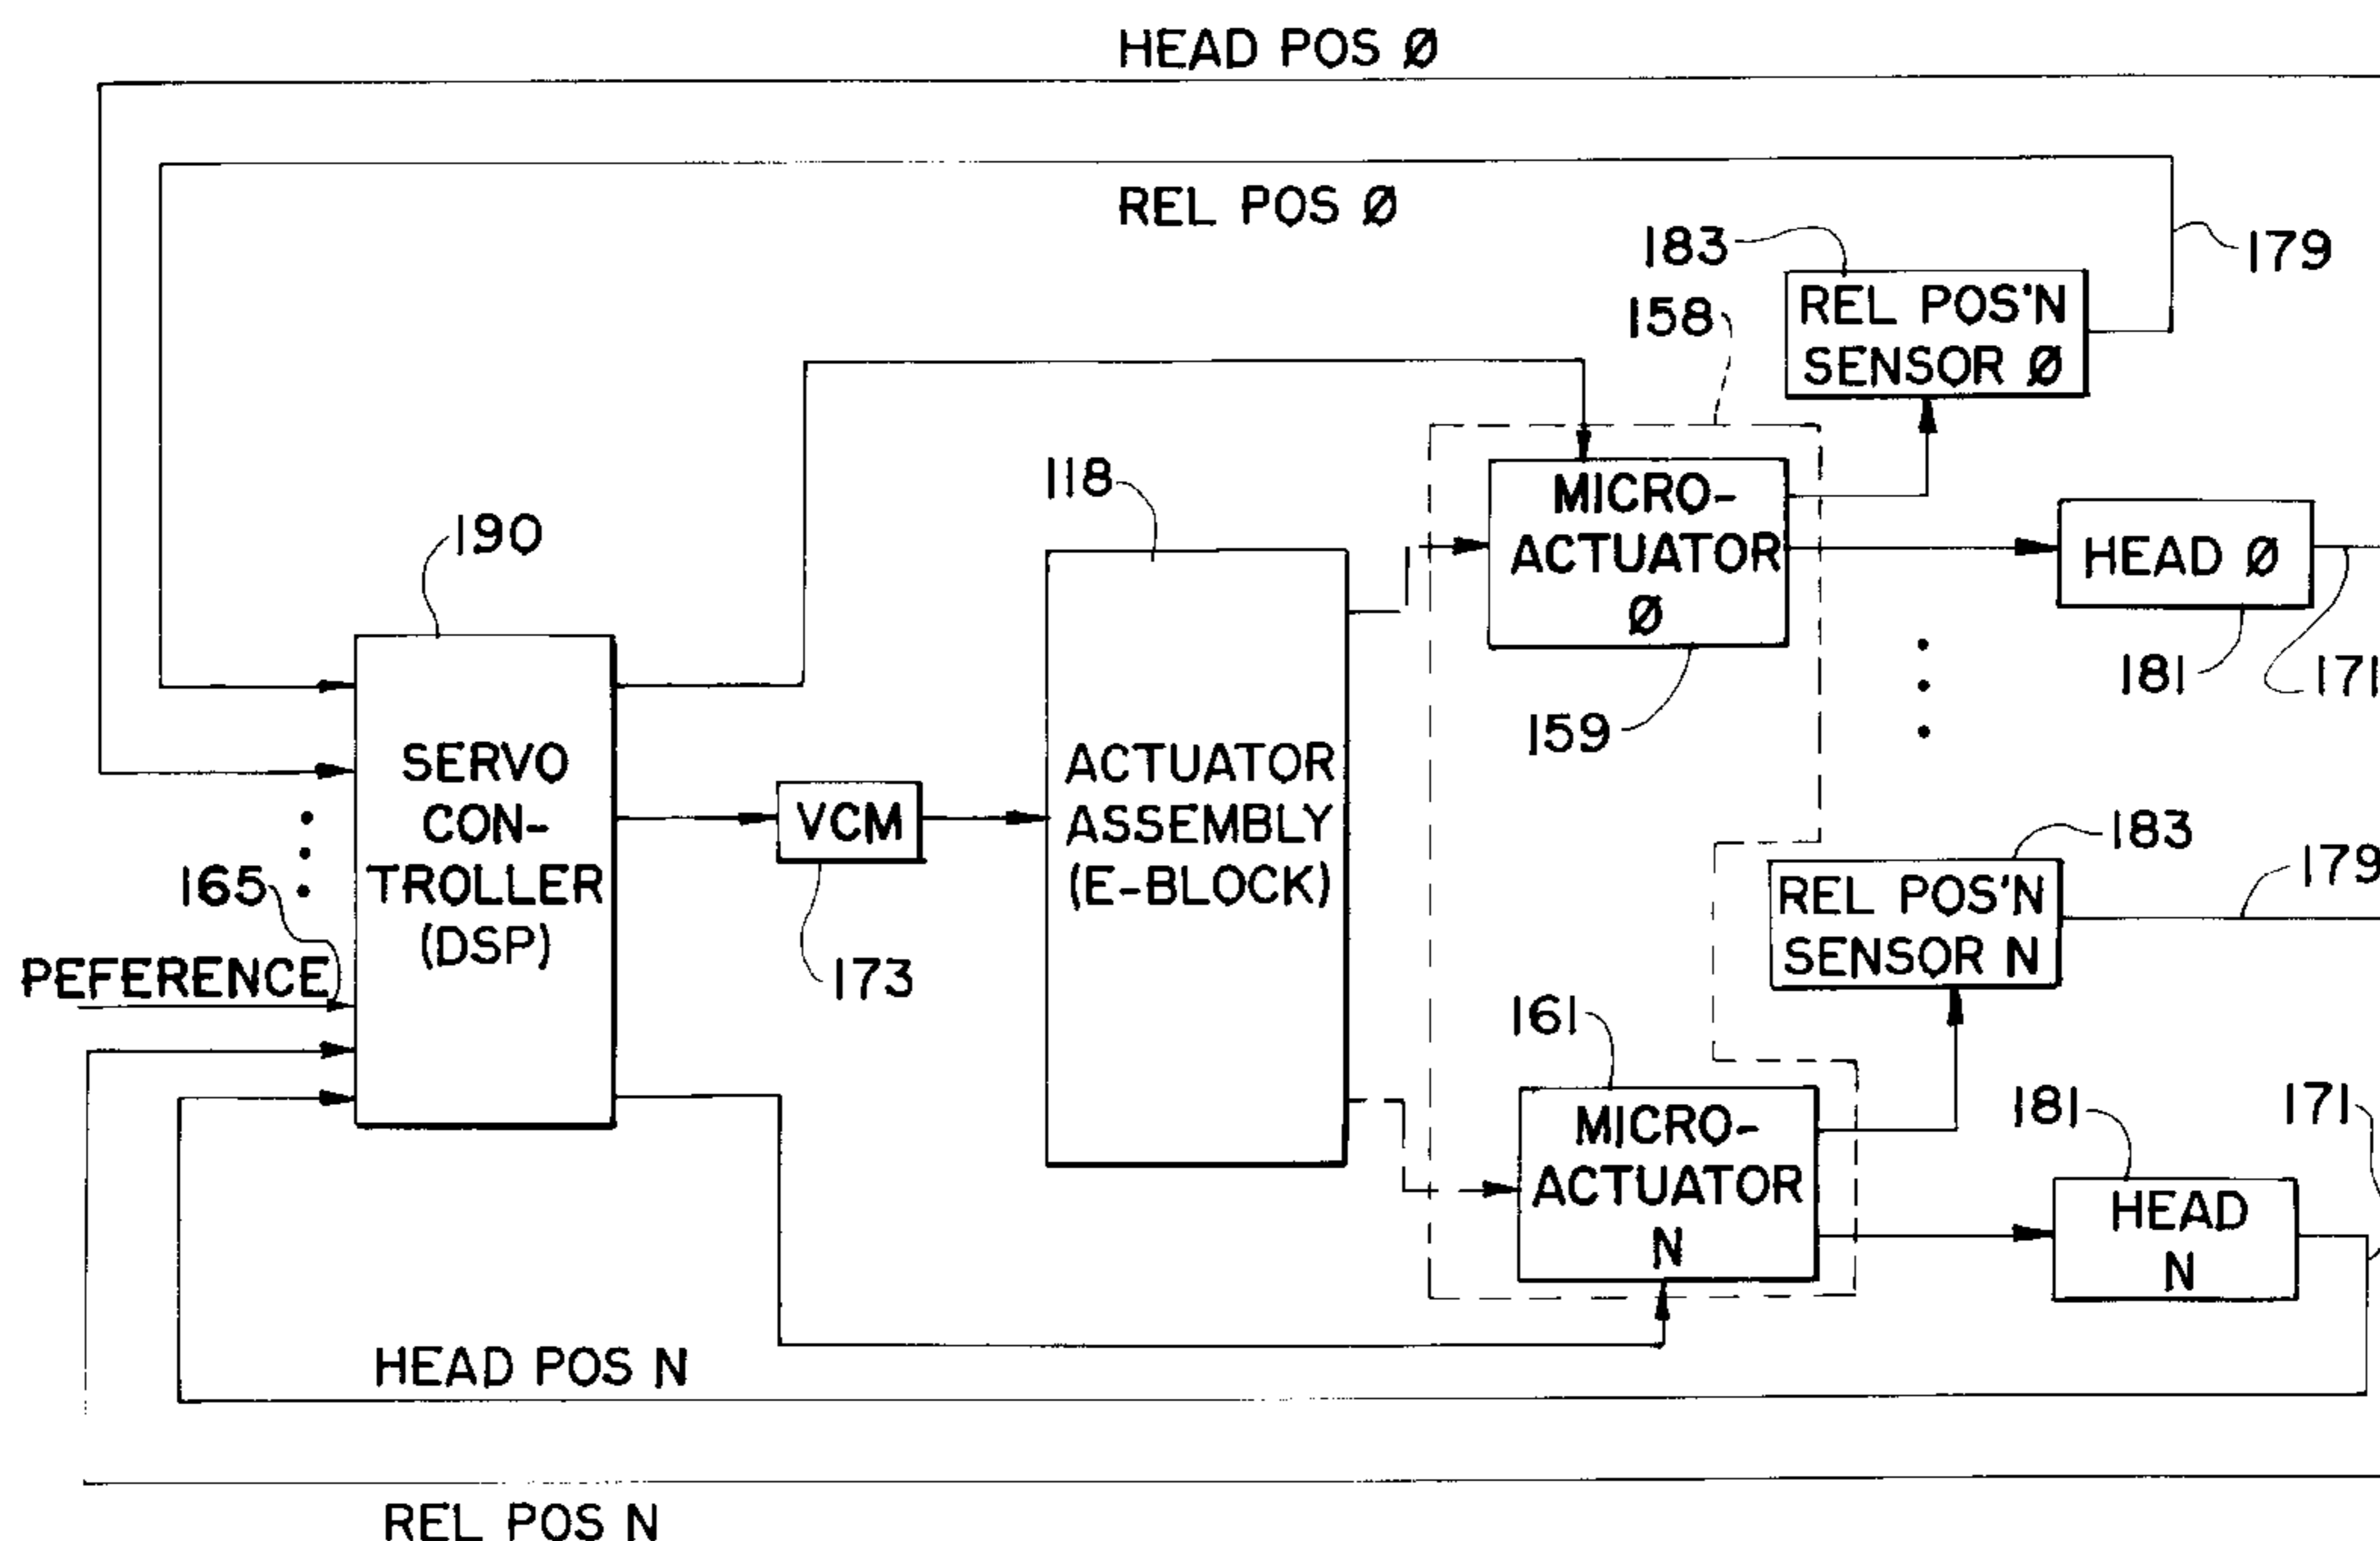 HEAD POS Ø
REL POS Ø
183
179
158
REL POS'N
SENSOR Ø
118
190
MICRO-
ACTUATOR
Ø
HEAD Ø
181
171
159
SERVO
CON-
TROLLER
(DSP)
VCM
ACTUATOR
ASSEMBLY
(E-BLOCK)
183
179
165
REL POS'N
SENSOR N
PEFERENCE
173
161
181
171
MICRO-
ACTUATOR
N
HEAD
N
HEAD POS N
REL POS N